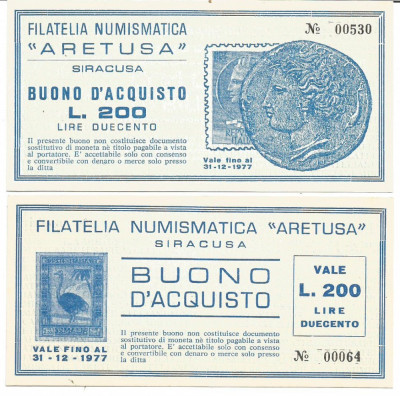 FILATELIA NUMISMATICA
"ARETUSA"
SIRACUSA
Nº 00530
BUONO D'ACQUISTO
L. 200
LIRE DUECENTO
Il presente buono non costituisce documento
sostitutivo di moneta nè titolo pagabile a vista
al portatore. E' accettabile solo con consenso
e convertibile con denaro o merce solo presso
la ditta
Vale fino al
31-12-1977
FILATELIA NUMISMATICA "ARETUSA"
SIRACUSA
BUONO
D'ACQUISTO
VALE
L. 200
LIRE
DUECENTO
VALE FINO AL
31 - 12 - 1977
Il presente buono non costituisce documento
sostitutivo di moneta nè titolo pagabile a vista
al portatore. E' accettabile solo con consenso
e convertibile con denaro o merce solo presso
la ditta
Nº 00064